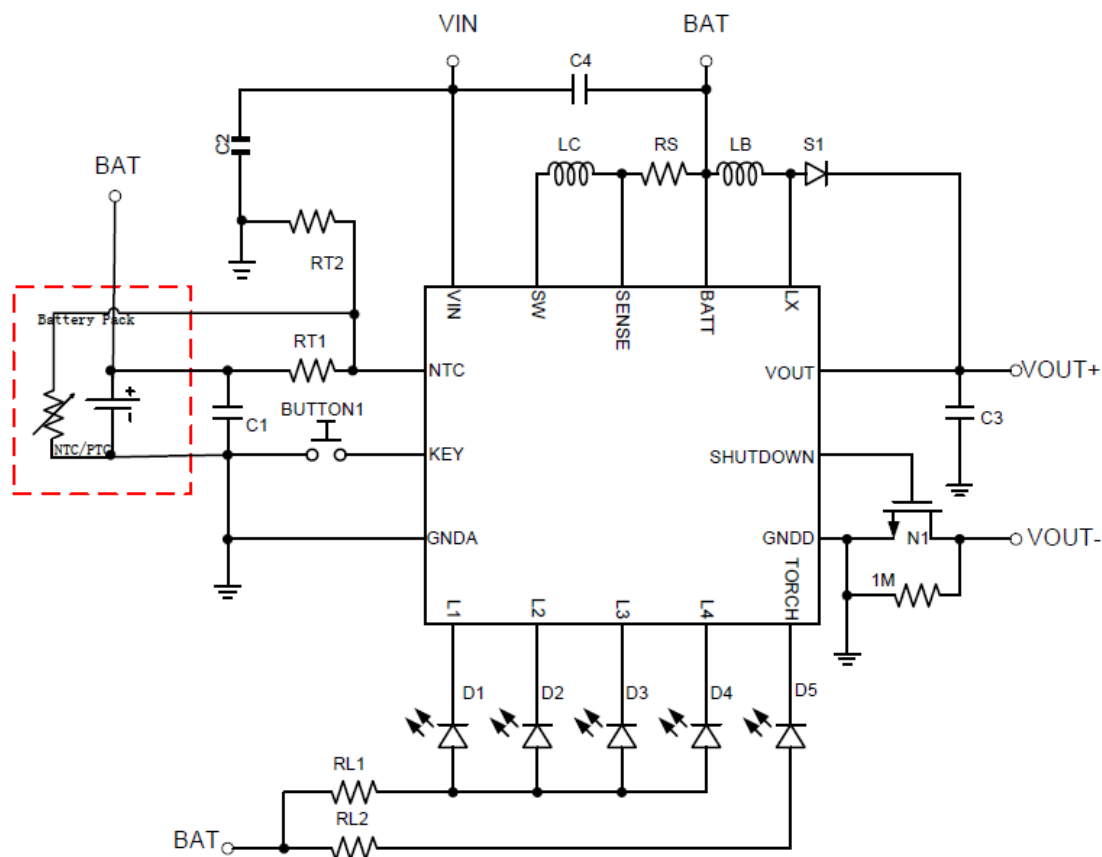 VIN
BAT
C4
C2
LC
RS
LB
S1
BAT
RT2
VIN
SW
SENSE
BATT
LX
Battery Pack
RT1
NTC
VOUT
VOUT+
+
-
C1
BUTTON1
C3
NTC/PTC
KEY
SHUTDOWN
GNDA
GNDD
N1
VOUT-
1M
L1
L2
L3
L4
TORCH
D1
D2
D3
D4
D5
RL1
RL2
BAT